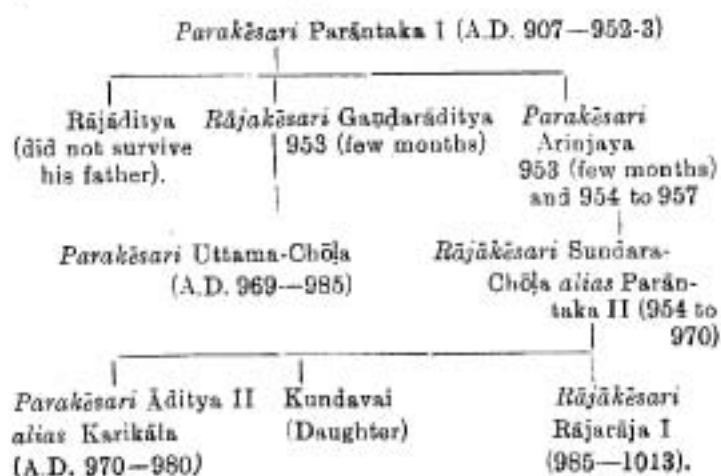 Parakēsari Parāntaka I (A.D. 907—952-3)
Rājāditya
(did not survive
his father).
Rājakēsari Gaṇḍarāditya
953 (few months)
Parakēsari
Arinjaya
953 (few months)
and 954 to 957
Parakēsari Uttama-Chōḷa
(A.D. 969—985)
Rājākēsari Sundara-
Chōḷa alias Parān-
taka II (954 to
970)
Parakēsari Āditya II
alias Karikāla
(A.D. 970—980)
Kundavai
(Daughter)
Rājākēsari
Rājarāja I
(985—1013).